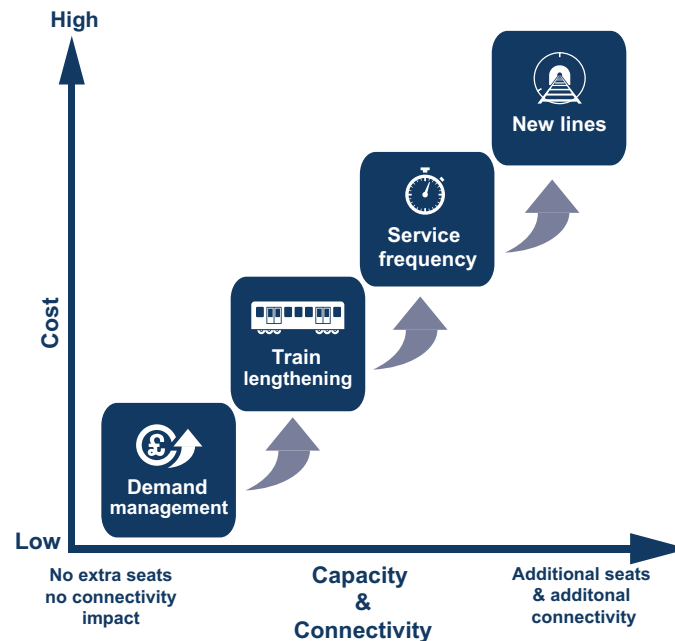 High
New lines
Service
frequency
Cost
Train
lengthening
£
Demand
management
Low
No extra seats
no connectivity
impact
Capacity
&
Connectivity
Additional seats
& additonal
connectivity